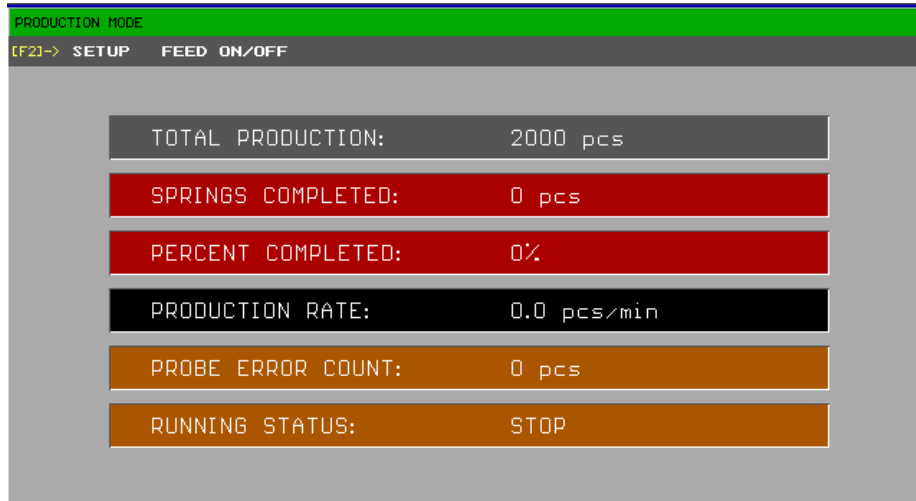 PRODUCTION MODE
[F2]-> SETUP FEED ON/OFF
TOTAL PRODUCTION: 2000 pcs
SPRINGS COMPLETED: 0 pcs
PERCENT COMPLETED: 0%
PRODUCTION RATE: 0.0 pcs/min
PROBE ERROR COUNT: 0 pcs
RUNNING STATUS: STOP